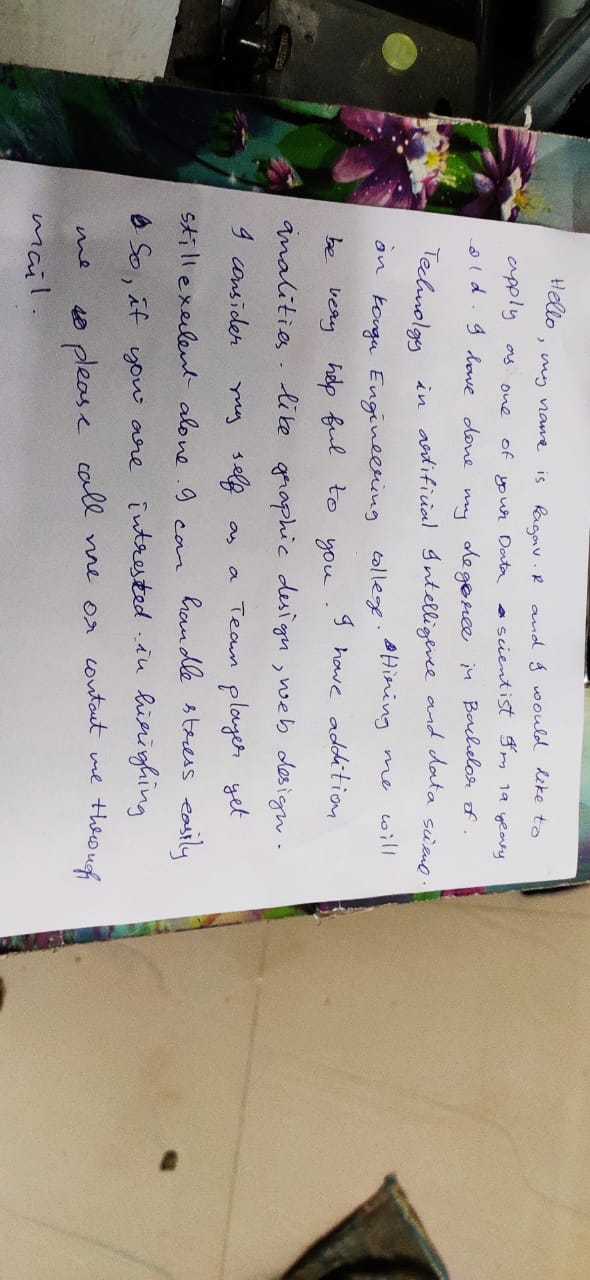 Hello, my name is Ragav. R and I would like to
apply as one of your Data scientist I'm 19 years
old. I have done my degree in Bachelor of.
Technolgy in artificial Intelligence and data scienc.
in Kongu Engineering college. Hiring me will
be very help ful to you. I have addition
qualities. like graphic design, web design.
I consider my self as a Team player yet
still exelent alone. I can handle stress easily
So, if you are intrested in hirighing
me please call me or contact me through
mail.